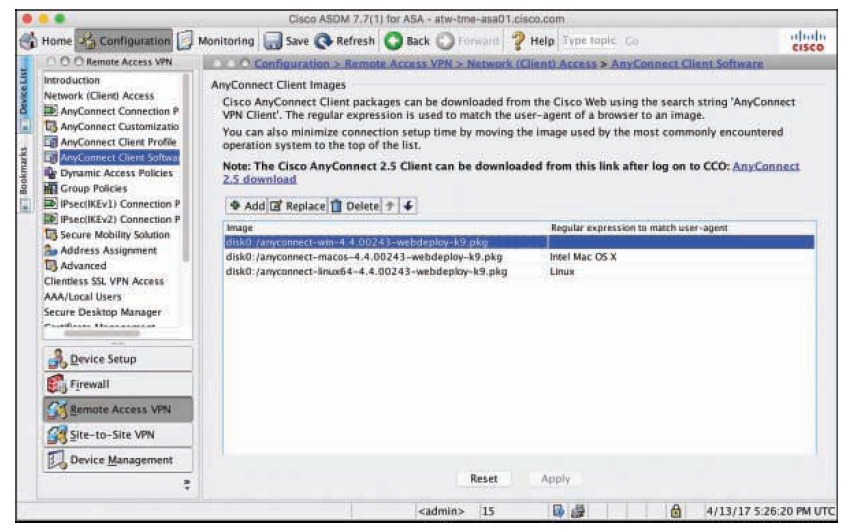 Cisco ASDM 7.7(1) for ASA - atw-tme-asa01.cisco.com
Home Configuration Monitoring Save Refresh Back Forward Help Type topic Go
CISCO
Device List
Bookmarks
Remote Access VPN
Introduction
Network (Client) Access
AnyConnect Connection P
AnyConnect Customizatio
AnyConnect Client Profile
AnyConnect Client Softwa
Dynamic Access Policies
Group Policies
IPsec(IKEv1) Connection P
IPsec(IKEv2) Connection P
Secure Mobility Solution
Address Assignment
Advanced
Clientless SSL VPN Access
AAA/Local Users
Secure Desktop Manager
Device Setup
Firewall
Remote Access VPN
Site-to-Site VPN
Device Management
Configuration > Remote Access VPN > Network (Client) Access > AnyConnect Client Software
AnyConnect Client Images
Cisco AnyConnect Client packages can be downloaded from the Cisco Web using the search string 'AnyConnect
VPN Client'. The regular expression is used to match the user-agent of a browser to an image.
You can also minimize connection setup time by moving the image used by the most commonly encountered
operation system to the top of the list.
Note: The Cisco AnyConnect 2.5 Client can be downloaded from this link after log on to CCO: AnyConnect
2.5 download
Add Replace Delete
Image Regular expression to match user-agent
disk0:/anyconnect-win-4.4.00243-webdeploy-k9.pkg
disk0:/anyconnect-macos-4.4.00243-webdeploy-k9.pkg Intel Mac OS X
disk0:/anyconnect-linux64-4.4.00243-webdeploy-k9.pkg Linux
Reset Apply
<admin> 15 4/13/17 5:26:20 PM UTC